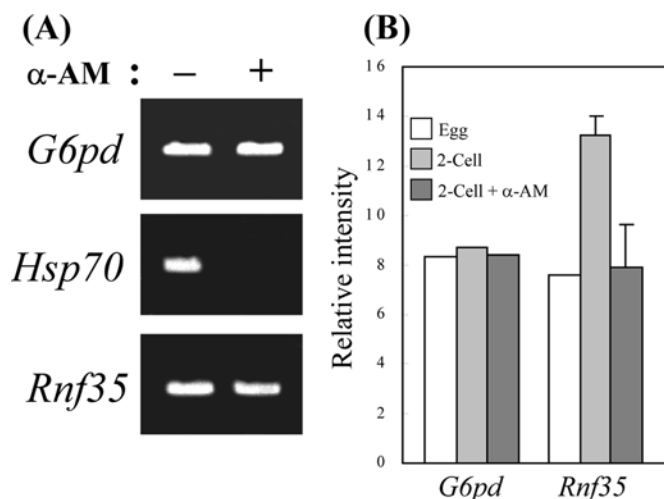 (A)
α-AM : – +
G6pd
Hsp70
Rnf35
(B)
16
14
12
10
8
6
4
2
0
Relative intensity
Egg
2-Cell
2-Cell + α-AM
G6pd Rnf35